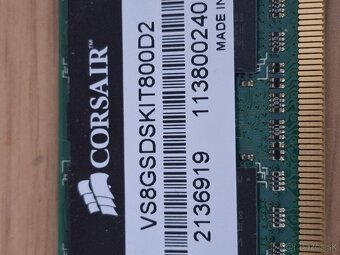 CORSAIR
VS8GSDSKIT800D2
2136919 113800240
MADE IN